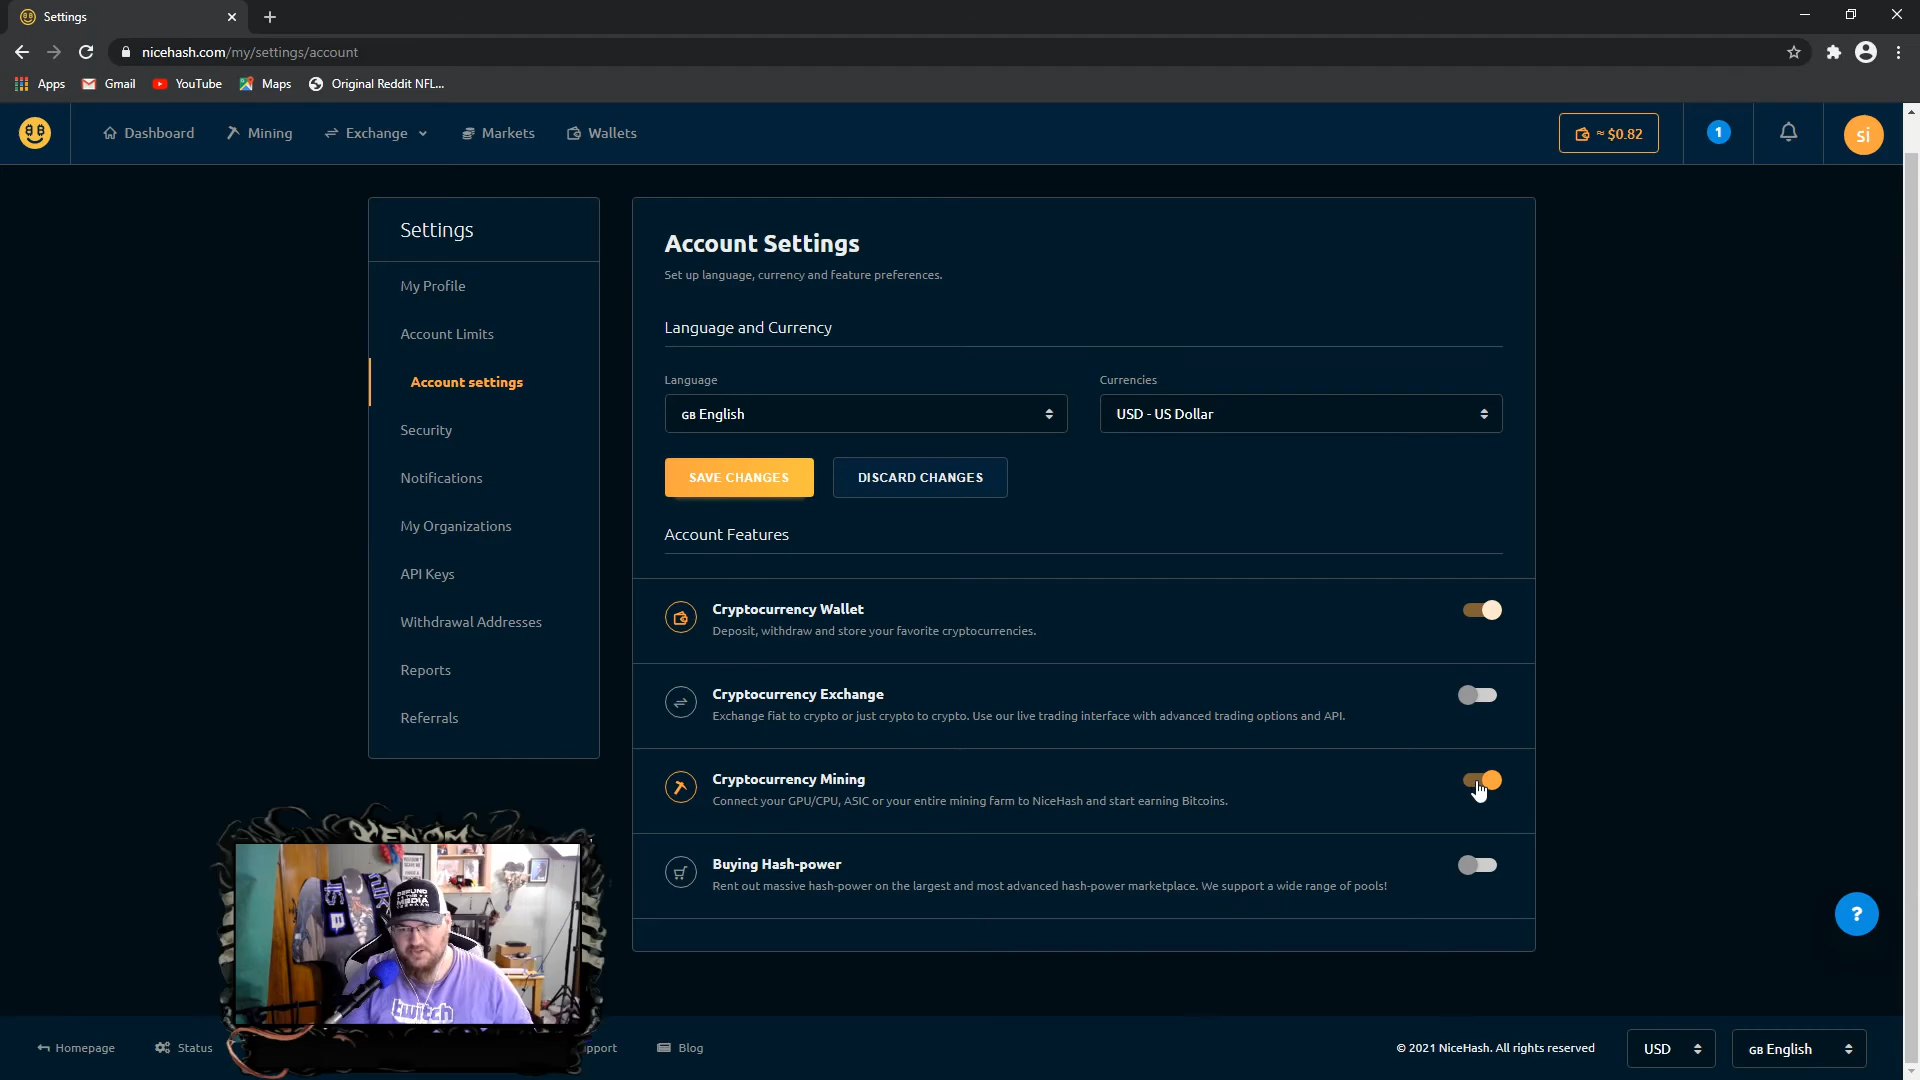 Settings
nicehash.com/my/settings/account
Apps Gmail YouTube Maps Original Reddit NFL...
Dashboard Mining Exchange Markets Wallets ≈ $0.82 1 si
Settings
My Profile
Account Limits
Account settings
Security
Notifications
My Organizations
API Keys
Withdrawal Addresses
Reports
Referrals
Account Settings
Set up language, currency and feature preferences.
Language and Currency
Language Currencies
GB English USD - US Dollar
SAVE CHANGES DISCARD CHANGES
Account Features
Cryptocurrency Wallet
Deposit, withdraw and store your favorite cryptocurrencies.
Cryptocurrency Exchange
Exchange fiat to crypto or just crypto to crypto. Use our live trading interface with advanced trading options and API.
Cryptocurrency Mining
Connect your GPU/CPU, ASIC or your entire mining farm to NiceHash and start earning Bitcoins.
Buying Hash-power
Rent out massive hash-power on the largest and most advanced hash-power marketplace. We support a wide range of pools!
?
VENOM
DEFUND
THE
MEDIA
twitch
Homepage Status pport Blog © 2021 NiceHash. All rights reserved USD GB English